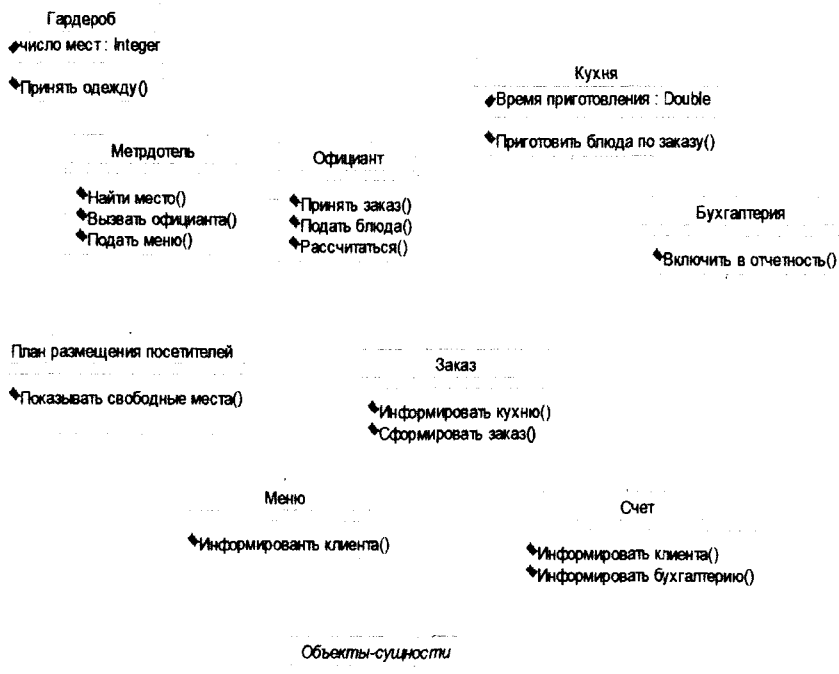 Гардероб
число мест : Integer
Принять одежду()
Кухня
Время приготовления : Double
Приготовить блюда по заказу()
Метрдотель
Найти место()
Вызвать официанта()
Подать меню()
Официант
Принять заказ()
Подать блюда()
Рассчитаться()
Бухгалтерия
Включить в отчетность()
План размещения посетителей
Показывать свободные места()
Заказ
Информировать кухню()
Сформировать заказ()
Меню
Информированть клиента()
Счет
Информировать клиента()
Информировать бухгалтерию()
Объекты-сущности